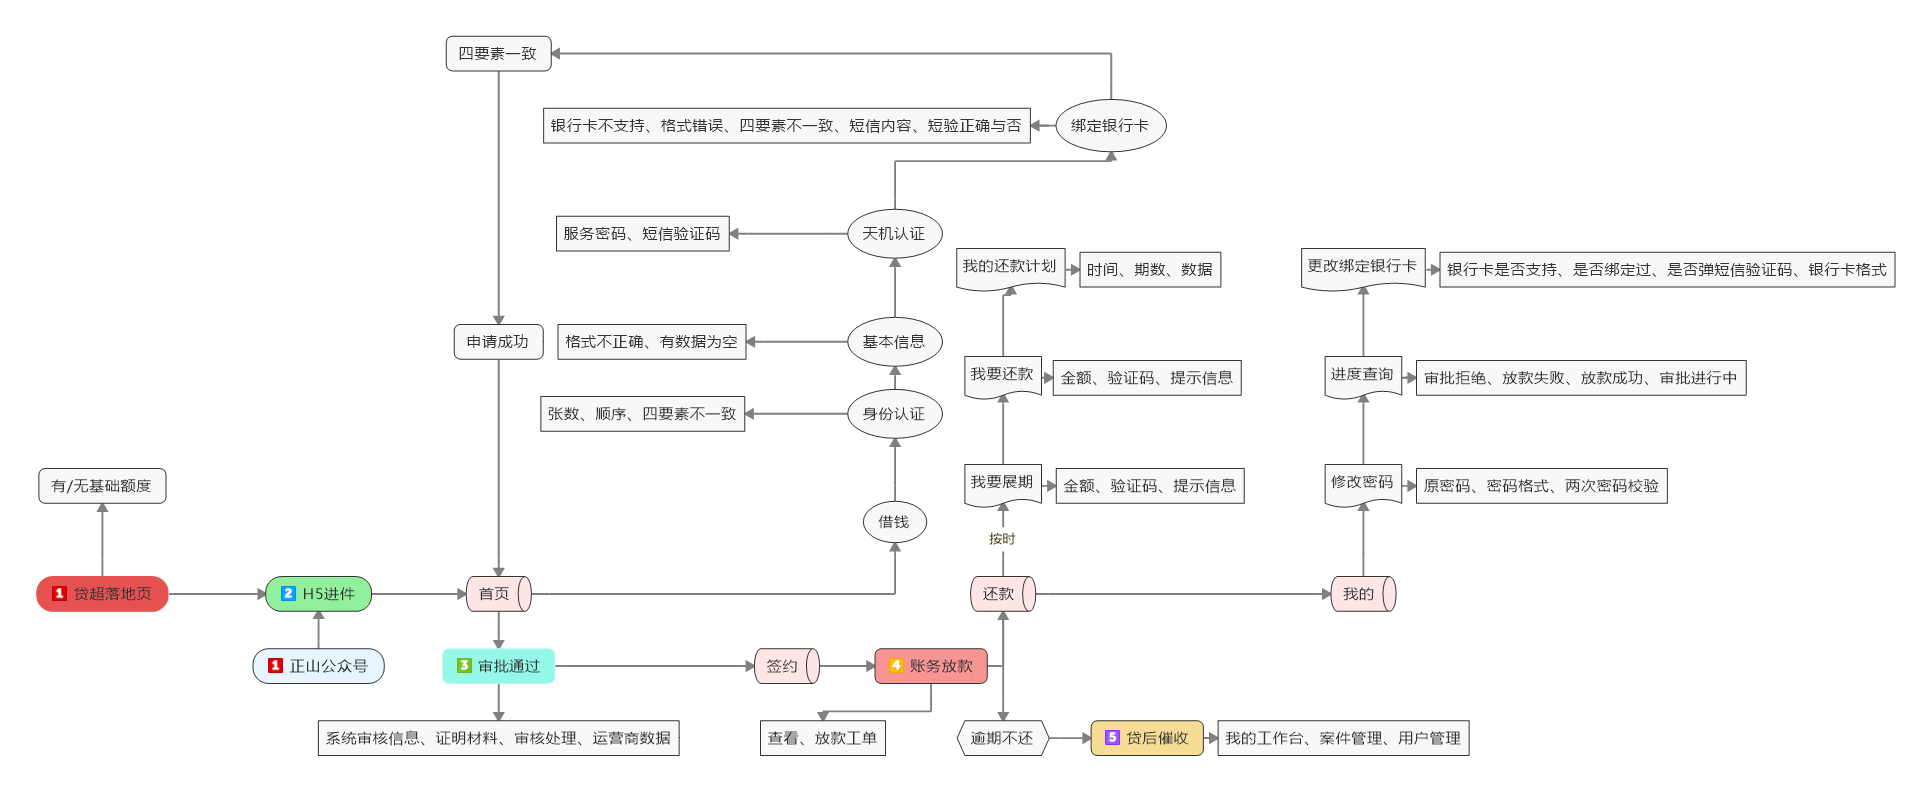 四要素一致
银行卡不支持、格式错误、四要素不一致、短信内容、短验正确与否
绑定银行卡
服务密码、短信验证码
天机认证
我的还款计划
时间、期数、数据
更改绑定银行卡
银行卡是否支持、是否绑定过、是否弹短信验证码、银行卡格式
申请成功
格式不正确、有数据为空
基本信息
我要还款
金额、验证码、提示信息
进度查询
审批拒绝、放款失败、放款成功、审批进行中
张数、顺序、四要素不一致
身份认证
有/无基础额度
我要展期
金额、验证码、提示信息
修改密码
原密码、密码格式、两次密码校验
借钱
按时
1 贷超落地页
2 H5进件
首页
还款
我的
1 正山公众号
3 审批通过
签约
4 账务放款
系统审核信息、证明材料、审核处理、运营商数据
查看、放款工单
逾期不还
5 贷后催收
我的工作台、案件管理、用户管理